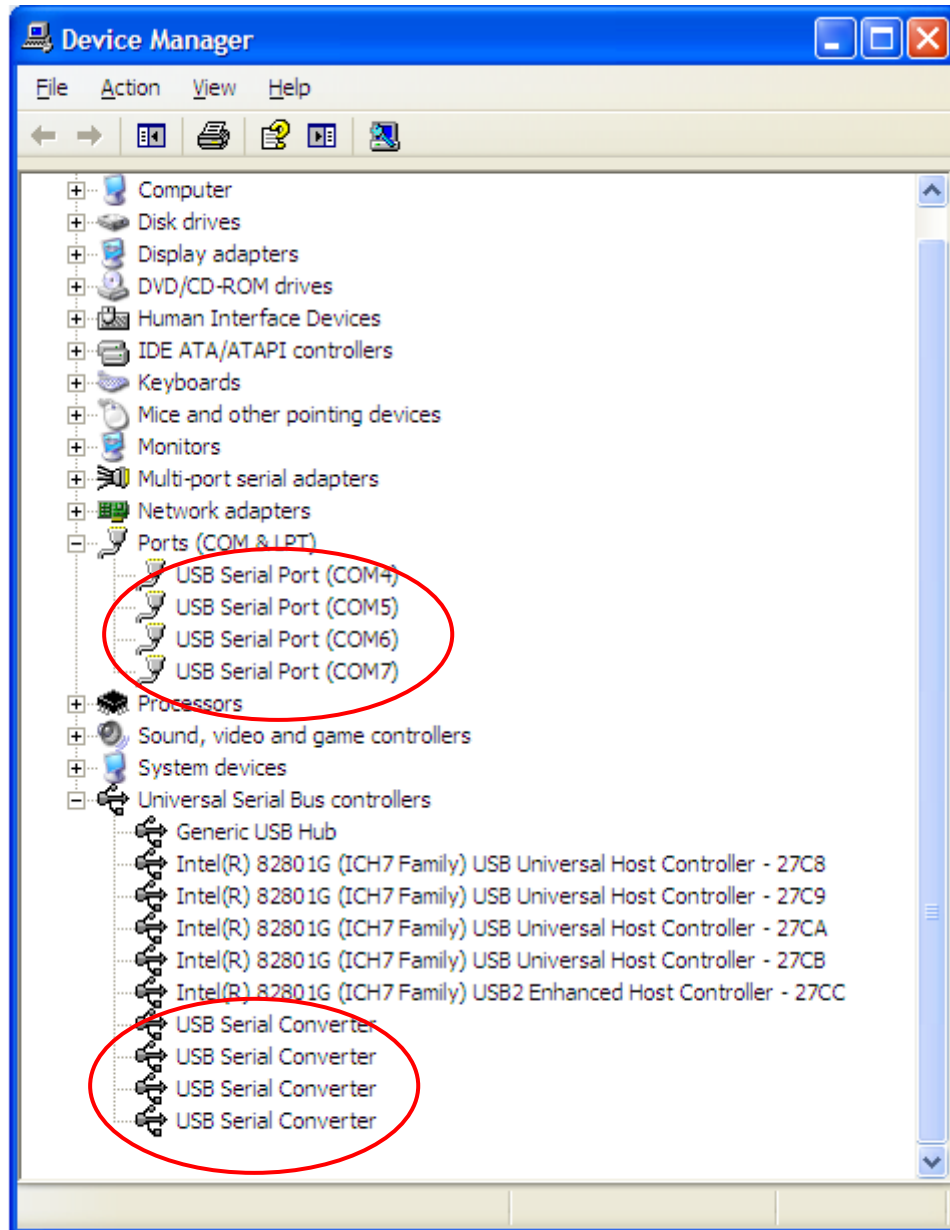 Device Manager
File Action View Help
Computer
Disk drives
Display adapters
DVD/CD-ROM drives
Human Interface Devices
IDE ATA/ATAPI controllers
Keyboards
Mice and other pointing devices
Monitors
Multi-port serial adapters
Network adapters
Ports (COM & LPT)
USB Serial Port (COM4)
USB Serial Port (COM5)
USB Serial Port (COM6)
USB Serial Port (COM7)
Processors
Sound, video and game controllers
System devices
Universal Serial Bus controllers
Generic USB Hub
Intel(R) 82801G (ICH7 Family) USB Universal Host Controller - 27C8
Intel(R) 82801G (ICH7 Family) USB Universal Host Controller - 27C9
Intel(R) 82801G (ICH7 Family) USB Universal Host Controller - 27CA
Intel(R) 82801G (ICH7 Family) USB Universal Host Controller - 27CB
Intel(R) 82801G (ICH7 Family) USB2 Enhanced Host Controller - 27CC
USB Serial Converter
USB Serial Converter
USB Serial Converter
USB Serial Converter